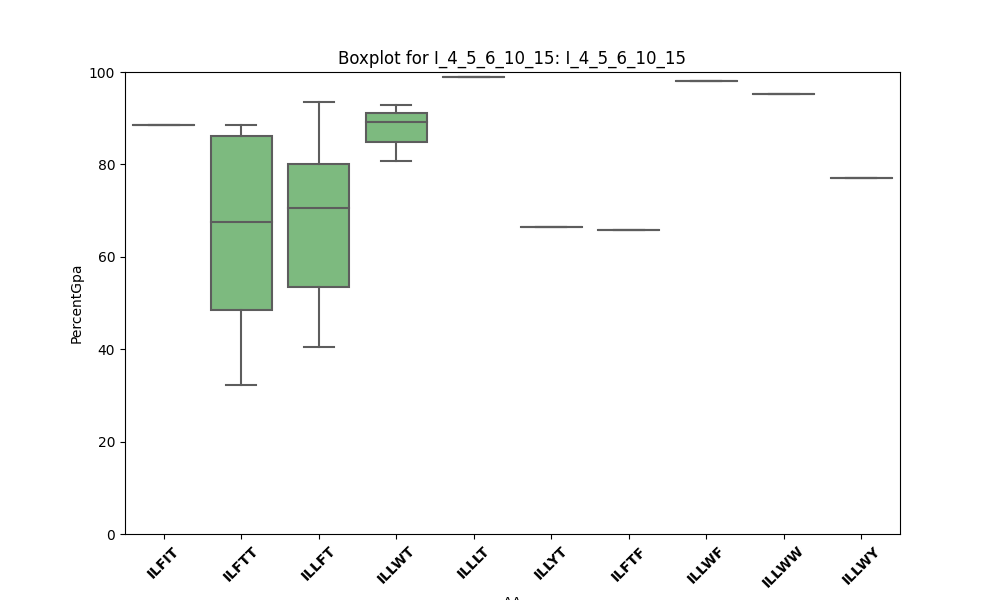 Boxplot for I_4_5_6_10_15: I_4_5_6_10_15
PercentGpa
100
80
60
40
20
0
ILFIT
ILFTT
ILLFT
ILLWT
ILLLT
ILLYT
ILFTF
ILLWF
ILLWW
ILLWY